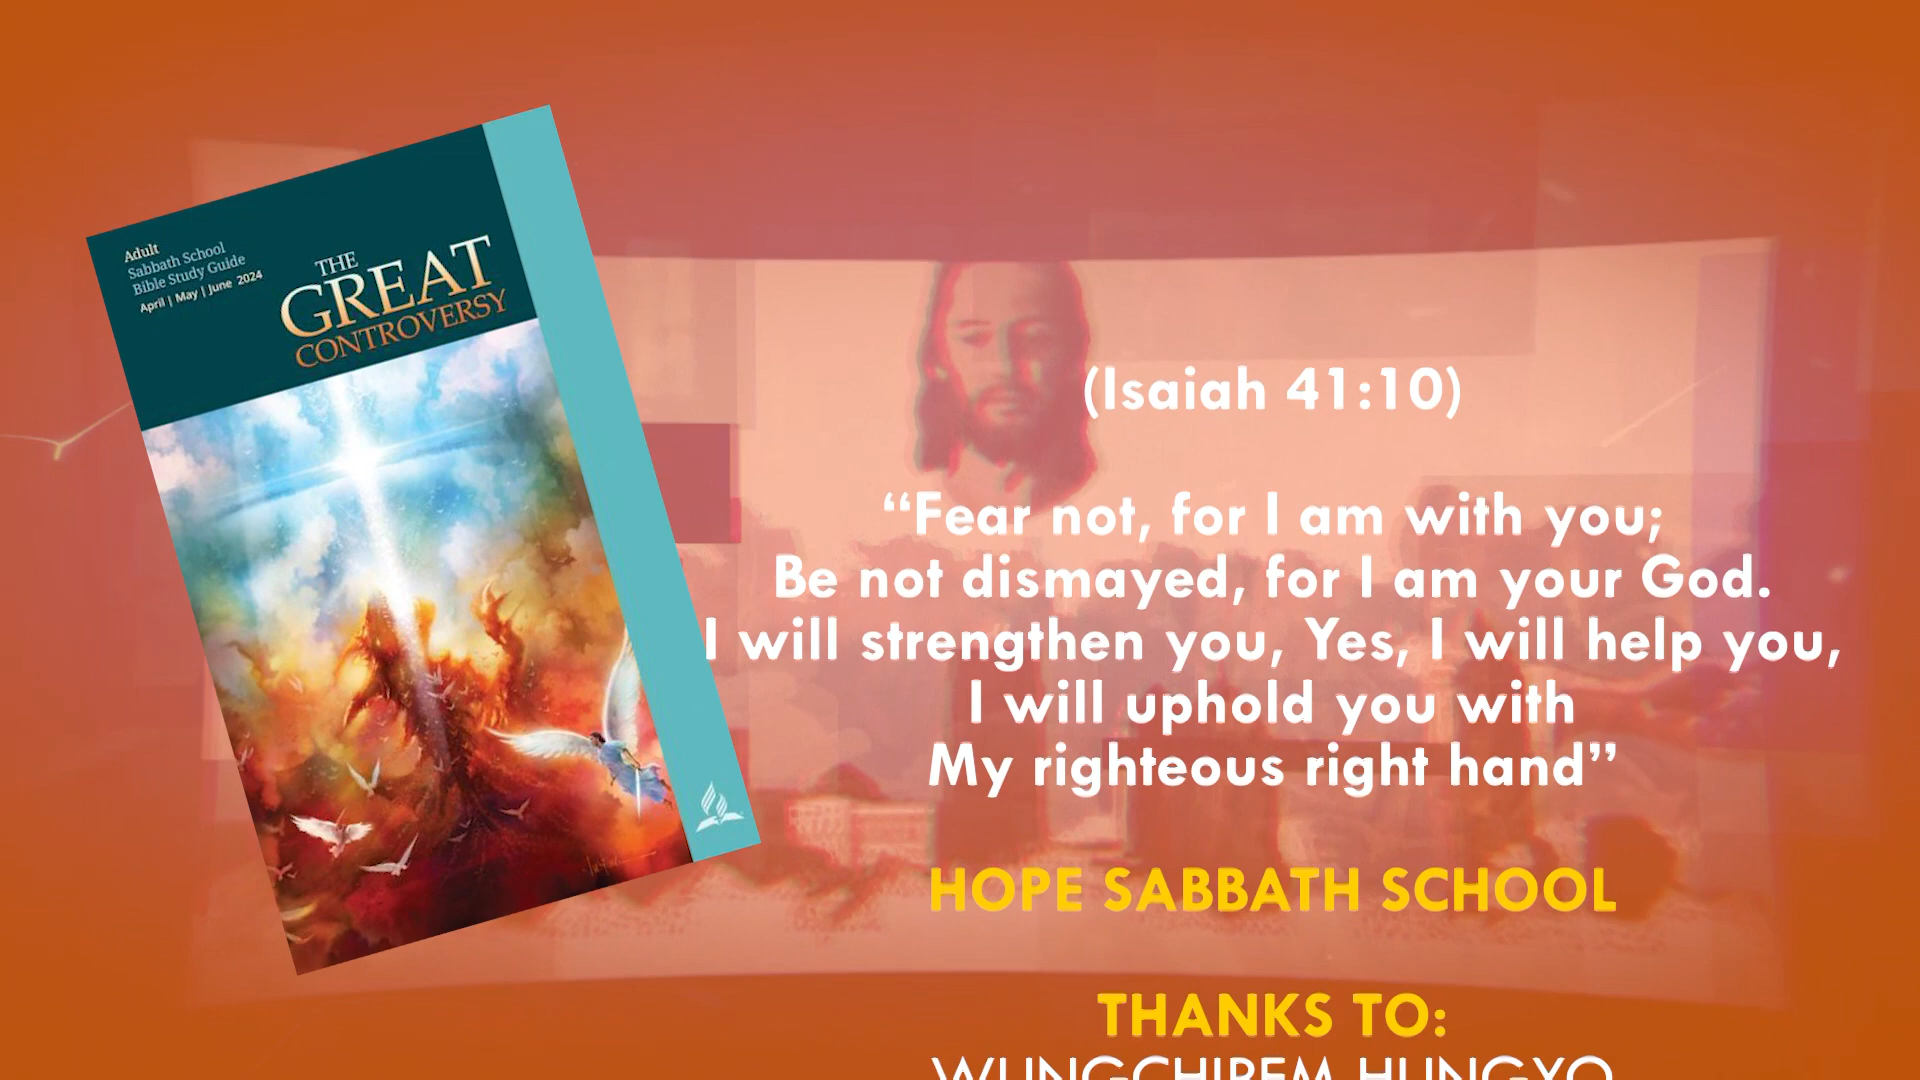 Adult
Sabbath School
Bible Study Guide
April | May | June 2024
THE
GREAT
CONTROVERSY
(Isaiah 41:10)
“Fear not, for I am with you;
Be not dismayed, for I am your God.
I will strengthen you, Yes, I will help you,
I will uphold you with
My righteous right hand”
HOPE SABBATH SCHOOL
THANKS TO:
WUNGCHIPEM HUNGYO